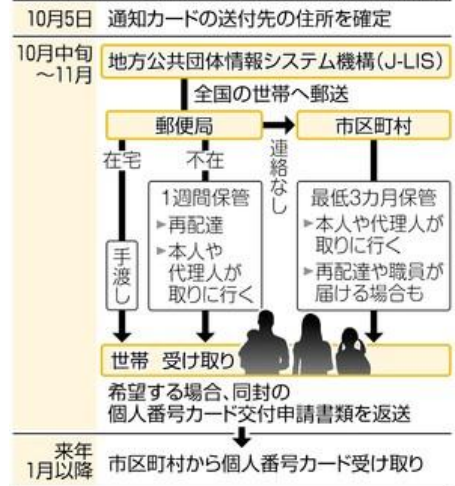 10月5日
通知カードの送付先の住所を確定
10月中旬
～11月
地方公共団体情報システム機構(J-LIS)
全国の世帯へ郵送
郵便局
市区町村
在宅
不在
連絡なし
手渡し
1週間保管
▶再配達
▶本人や
代理人が
取りに行く
最低3カ月保管
▶本人や代理人が
取りに行く
▶再配達や職員が
届ける場合も
世帯 受け取り
希望する場合、同封の
個人番号カード交付申請書類を返送
来年
1月以降
市区町村から個人番号カード受け取り